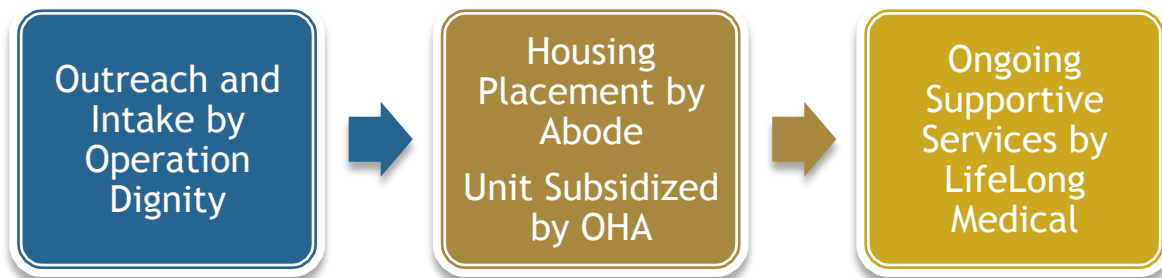 Outreach and
Intake by
Operation
Dignity
Housing
Placement by
Abode
Unit Subsidized
by OHA
Ongoing
Supportive
Services by
LifeLong
Medical